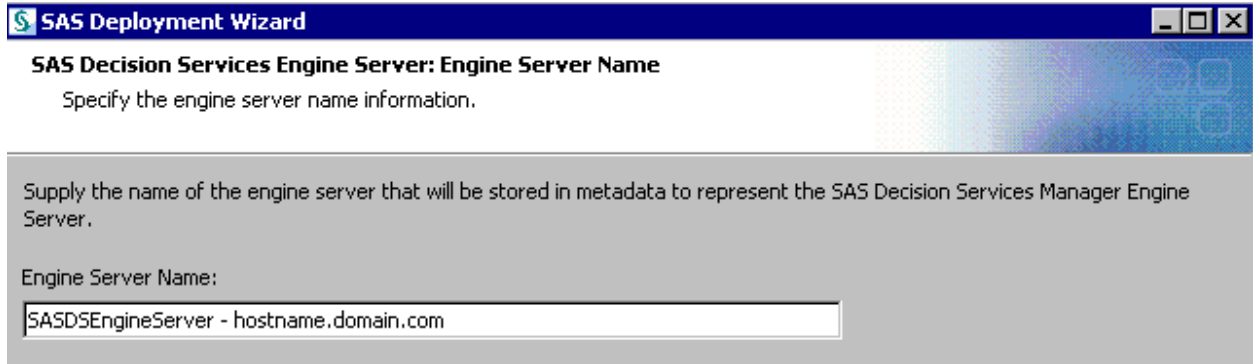 SAS Deployment Wizard
SAS Decision Services Engine Server: Engine Server Name
Specify the engine server name information.
Supply the name of the engine server that will be stored in metadata to represent the SAS Decision Services Manager Engine
Server.
Engine Server Name:
SASDSEngineServer - hostname.domain.com